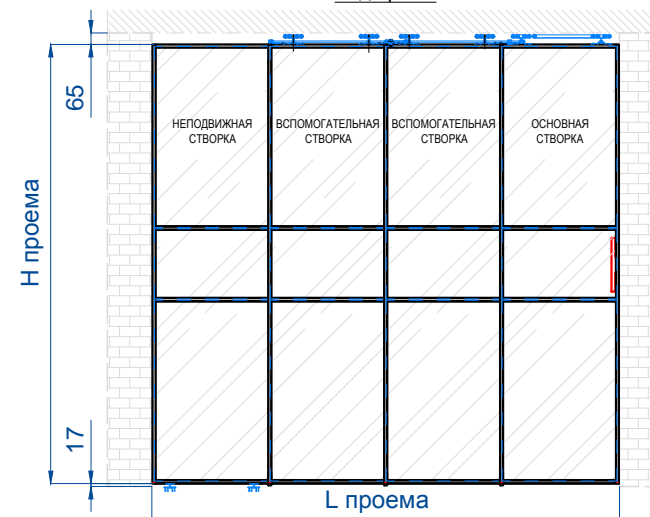 65
НЕПОДВИЖНАЯ
СТВОРКА
ВСПОМОГАТЕЛЬНАЯ
СТВОРКА
ВСПОМОГАТЕЛЬНАЯ
СТВОРКА
ОСНОВНАЯ
СТВОРКА
H проема
17
L проема